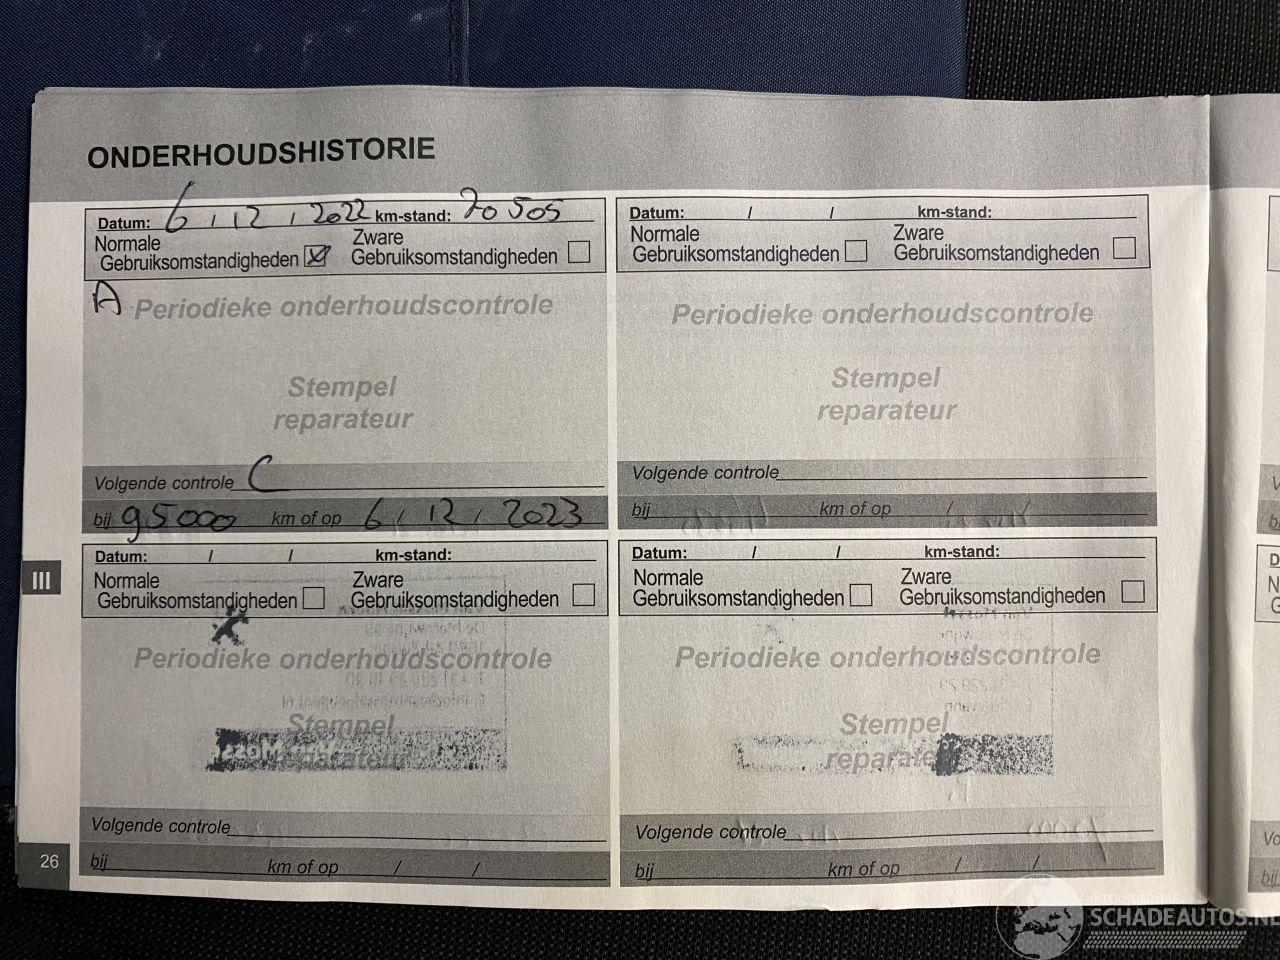 ONDERHOUDSHISTORIE
Datum: 6 / 12 / 2022 km-stand: 70505
Normale Gebruiksomstandigheden Zware Gebruiksomstandigheden
A Periodieke onderhoudscontrole
Stempel
reparateur
Volgende controle C
bij 95000 km of op 6 / 12 / 2023
Datum: / / km-stand:
Normale Gebruiksomstandigheden Zware Gebruiksomstandigheden
Periodieke onderhoudscontrole
Stempel
reparateur
Volgende controle
bij km of op / /
III
Datum: / / km-stand:
Normale Gebruiksomstandigheden Zware Gebruiksomstandigheden
Periodieke onderhoudscontrole
Stempel
reparateur
Volgende controle
bij km of op / /
Datum: / / km-stand:
Normale Gebruiksomstandigheden Zware Gebruiksomstandigheden
Periodieke onderhoudscontrole
Stempel
reparateur
Volgende controle
bij km of op / /
26
SCHADEAUTOS.NL